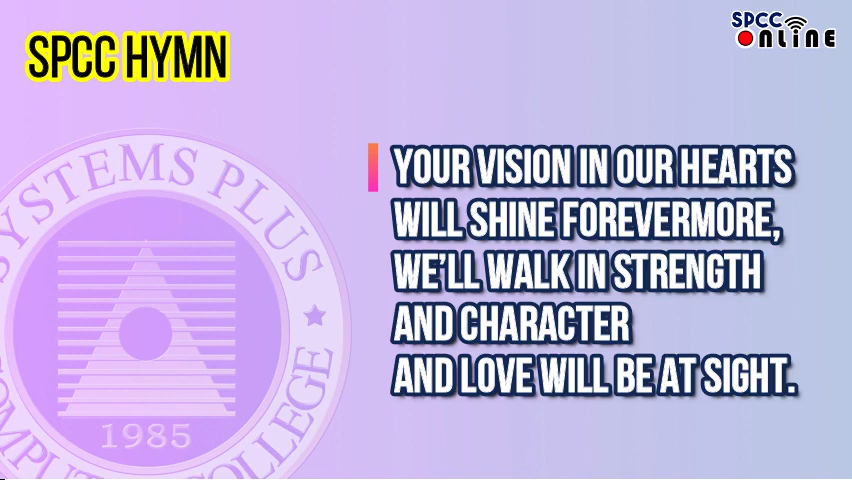 SPCC HYMN
SPCC
ONLINE
YOUR VISION IN OUR HEARTS
WILL SHINE FOREVERMORE,
WE'LL WALK IN STRENGTH
AND CHARACTER
AND LOVE WILL BE AT SIGHT.
SYSTEMS PLUS
COMPUTER COLLEGE
1985